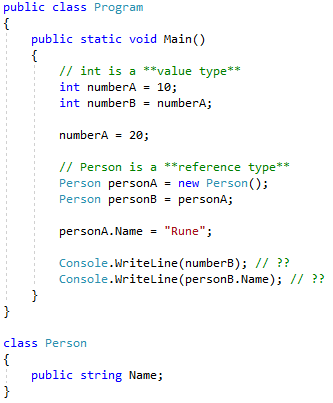 public class Program
{
    public static void Main()
    {
        // int is a **value type**
        int numberA = 10;
        int numberB = numberA;

        numberA = 20;

        // Person is a **reference type**
        Person personA = new Person();
        Person personB = personA;

        personA.Name = "Rune";

        Console.WriteLine(numberB); // ??
        Console.WriteLine(personB.Name); // ??
    }
}

class Person
{
    public string Name;
}